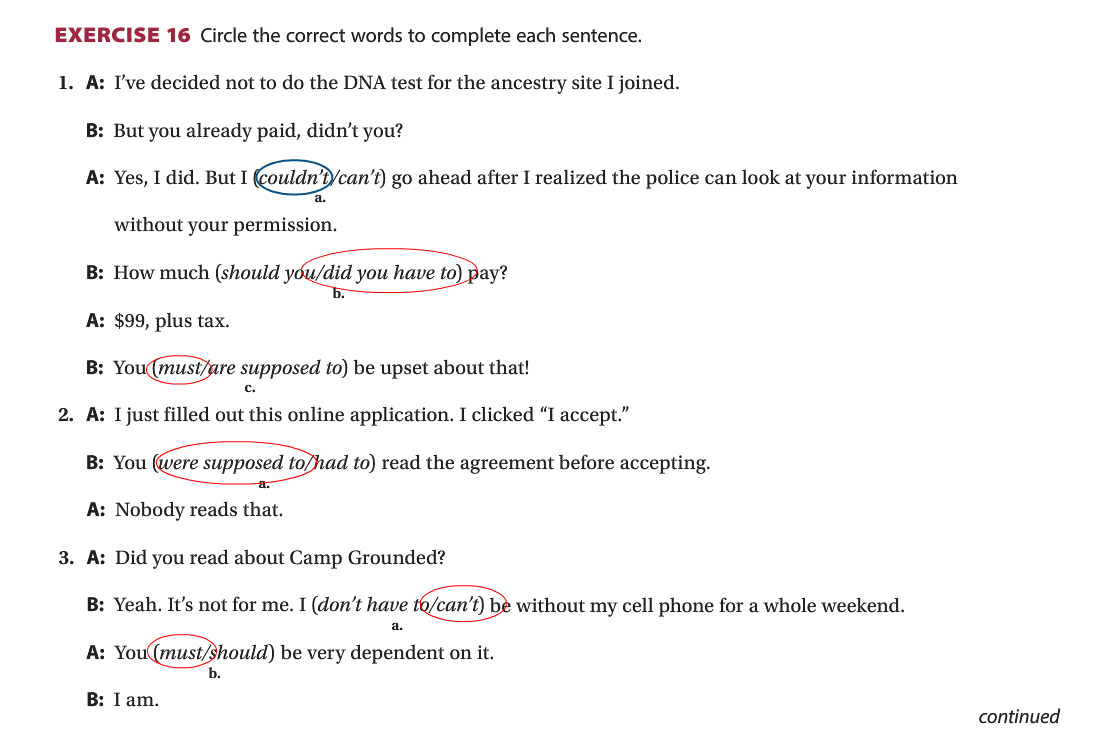 EXERCISE 16 Circle the correct words to complete each sentence.
1. A: I've decided not to do the DNA test for the ancestry site I joined.
B: But you already paid, didn't you?
A: Yes, I did. But I (couldn't/can't) go ahead after I realized the police can look at your information
a.
without your permission.
B: How much (should you/did you have to) pay?
b.
A: $99, plus tax.
B: You (must/are supposed to) be upset about that!
c.
2. A: I just filled out this online application. I clicked “I accept.”
B: You (were supposed to/had to) read the agreement before accepting.
a.
A: Nobody reads that.
3. A: Did you read about Camp Grounded?
B: Yeah. It's not for me. I (don't have to/can't) be without my cell phone for a whole weekend.
a.
A: You (must/should) be very dependent on it.
b.
B: I am.
continued